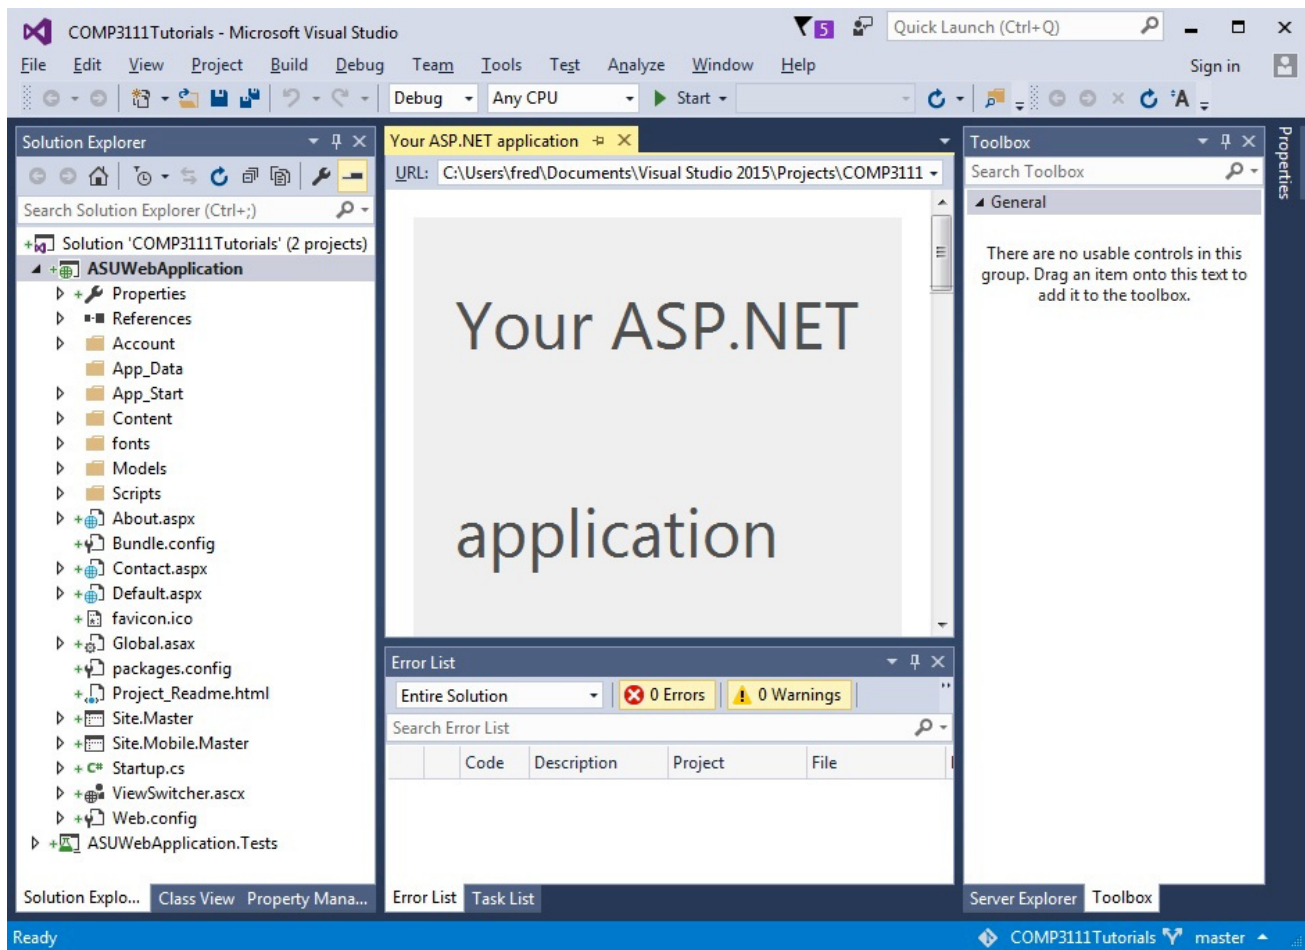 COMP3111Tutorials - Microsoft Visual Studio
5
Quick Launch (Ctrl+Q)
File Edit View Project Build Debug Team Tools Test Analyze Window Help
Sign in
Debug Any CPU Start
Solution Explorer
Search Solution Explorer (Ctrl+;)
Solution 'COMP3111Tutorials' (2 projects)
ASUWebApplication
Properties
References
Account
App_Data
App_Start
Content
fonts
Models
Scripts
About.aspx
Bundle.config
Contact.aspx
Default.aspx
favicon.ico
Global.asax
packages.config
Project_Readme.html
Site.Master
Site.Mobile.Master
C# Startup.cs
ViewSwitcher.ascx
Web.config
ASUWebApplication.Tests
Solution Explo... Class View Property Mana...
Your ASP.NET application
URL: C:\Users\fred\Documents\Visual Studio 2015\Projects\COMP3111
Your ASP.NET
application
Error List
Entire Solution 0 Errors 0 Warnings
Search Error List
Code Description Project File
Error List Task List
Toolbox
Search Toolbox
General
There are no usable controls in this
group. Drag an item onto this text to
add it to the toolbox.
Server Explorer Toolbox
Properties
Ready
COMP3111Tutorials master